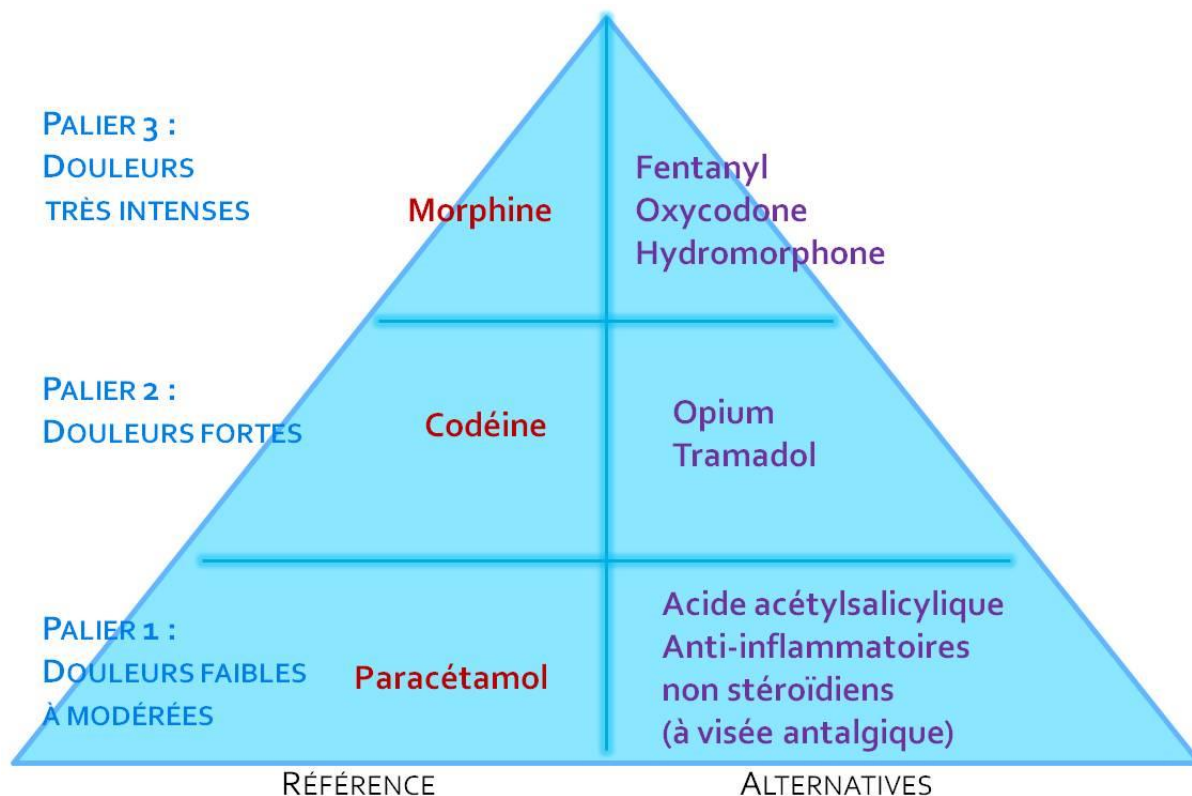 PALIER 3 :
DOULEURS
TRÈS INTENSES
Morphine
Fentanyl
Oxycodone
Hydromorphone
PALIER 2 :
DOULEURS FORTES
Codéine
Opium
Tramadol
PALIER 1 :
DOULEURS FAIBLES
À MODÉRÉES
Paracétamol
Acide acétylsalicylique
Anti-inflammatoires
non stéroïdiens
(à visée antalgique)
RÉFÉRENCE
ALTERNATIVES